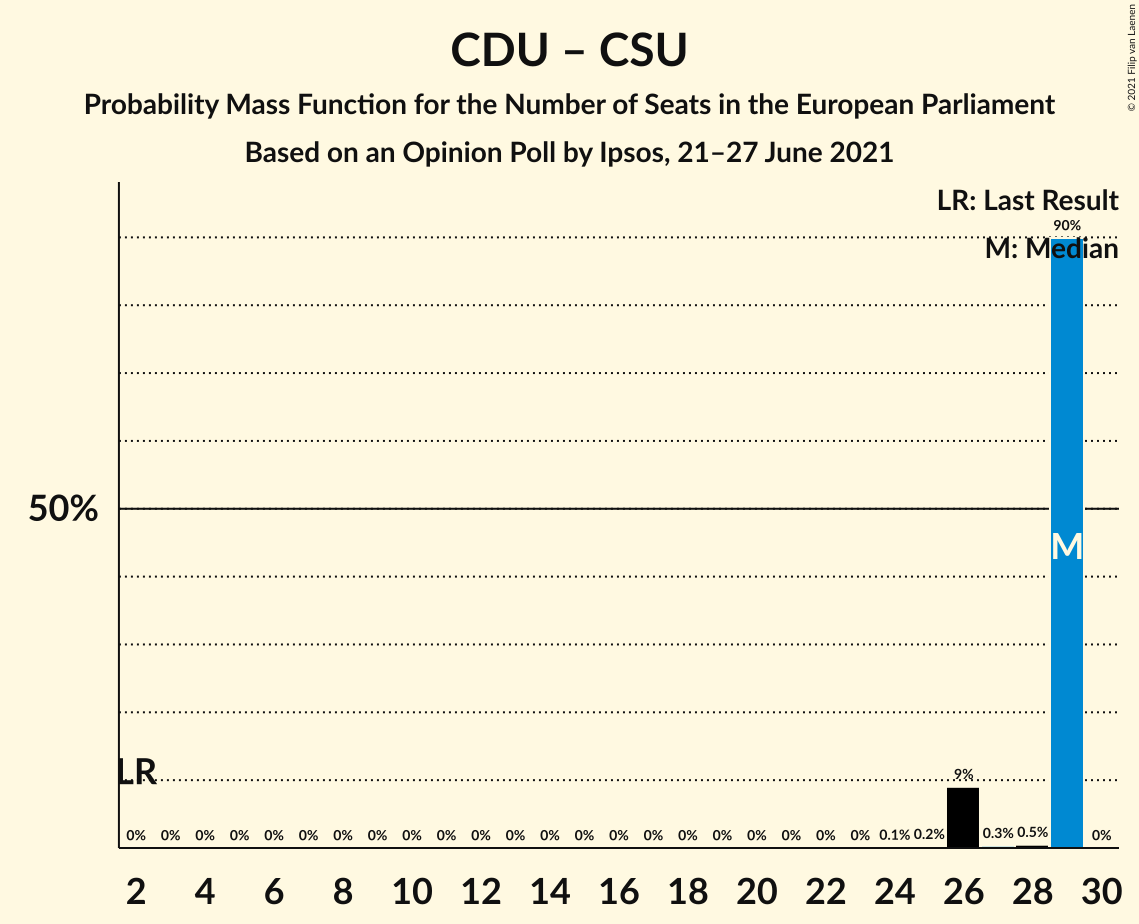 CDU – CSU
Probability Mass Function for the Number of Seats in the European Parliament
Based on an Opinion Poll by Ipsos, 21–27 June 2021
© 2021 Filip van Laenen
LR: Last Result
90%
M: Median
50%
M
LR
9%
0% 0% 0% 0% 0% 0% 0% 0% 0% 0% 0% 0% 0% 0% 0% 0% 0% 0% 0% 0% 0% 0% 0.1% 0.2% 0.3% 0.5% 0%
2 4 6 8 10 12 14 16 18 20 22 24 26 28 30